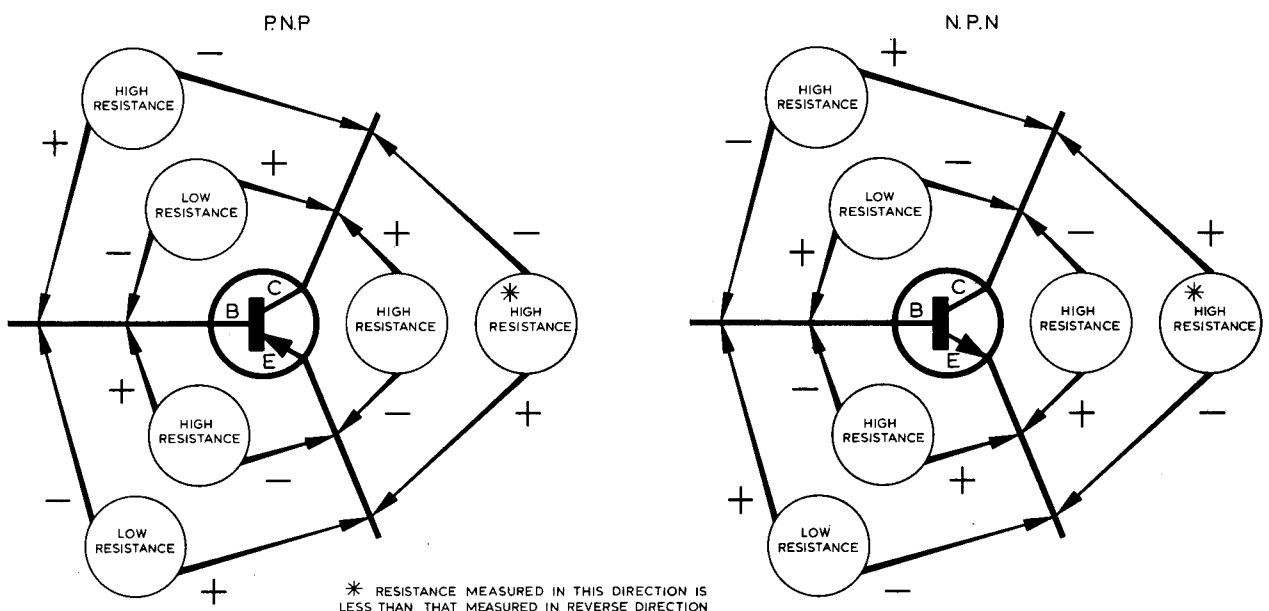 P.N.P
N.P.N
−
+
HIGH
RESISTANCE
HIGH
RESISTANCE
+
−
+
−
LOW
RESISTANCE
LOW
RESISTANCE
+
−
−
+
−
+
C
C
*
HIGH
RESISTANCE
*
HIGH
RESISTANCE
B
B
HIGH
RESISTANCE
HIGH
RESISTANCE
E
E
+
−
−
+
+
−
HIGH
RESISTANCE
HIGH
RESISTANCE
−
+
−
+
LOW
RESISTANCE
LOW
RESISTANCE
+
−
* RESISTANCE MEASURED IN THIS DIRECTION IS
LESS THAN THAT MEASURED IN REVERSE DIRECTION